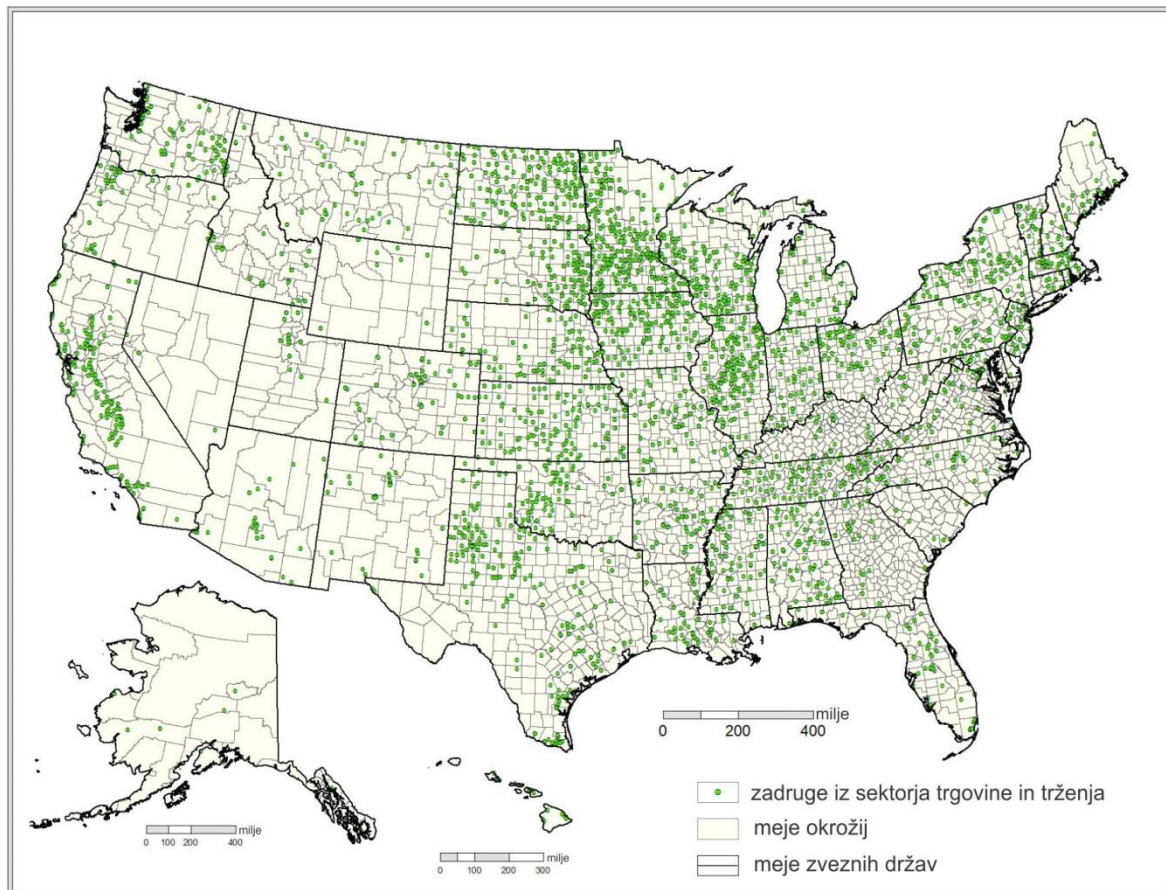 milje
0 200 400
zadruge iz sektorja trgovine in trženja
meje okrožij
meje zveznih držav
milje
0 100 200 400
milje
0 50 100 200 300